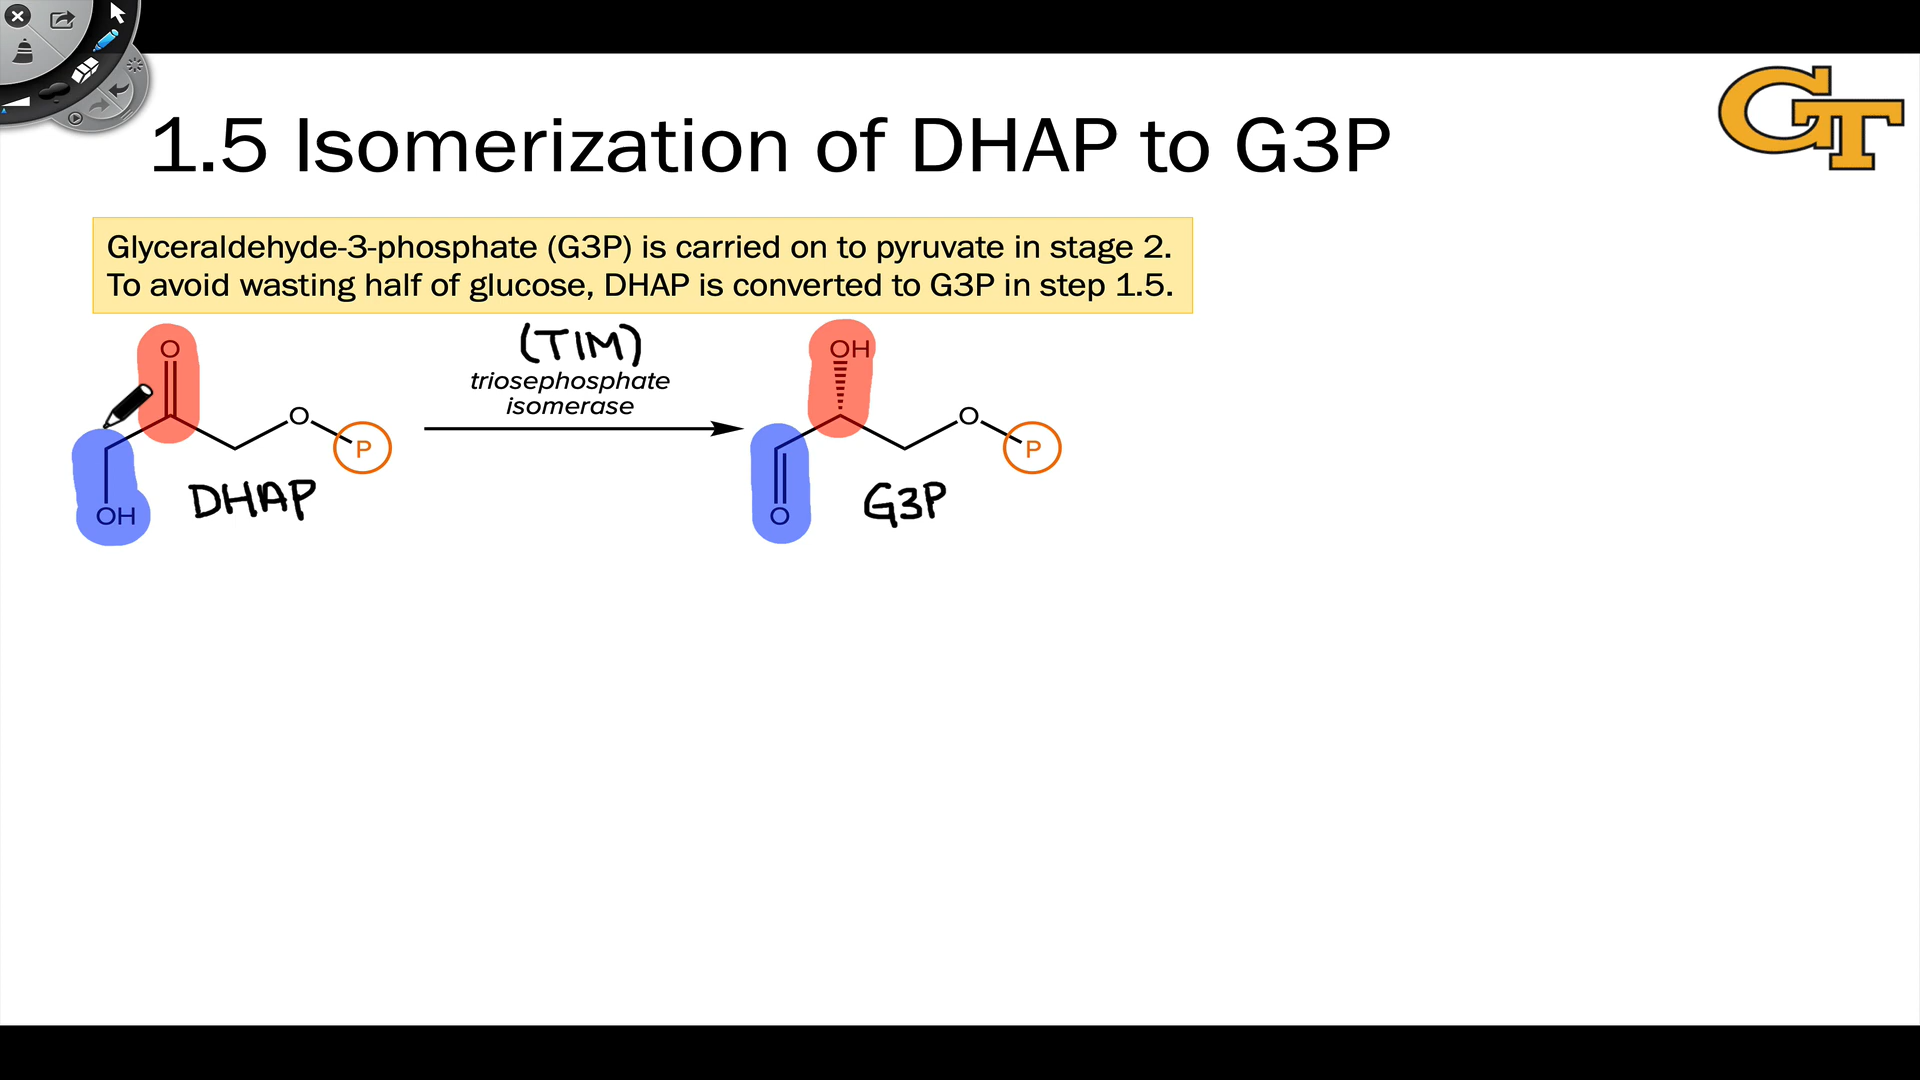 GT
1.5 Isomerization of DHAP to G3P
Glyceraldehyde-3-phosphate (G3P) is carried on to pyruvate in stage 2.
To avoid wasting half of glucose, DHAP is converted to G3P in step 1.5.
O
OH
O
P
DHAP
(TIM)
triosephosphate
isomerase
OH
O
O
P
G3P